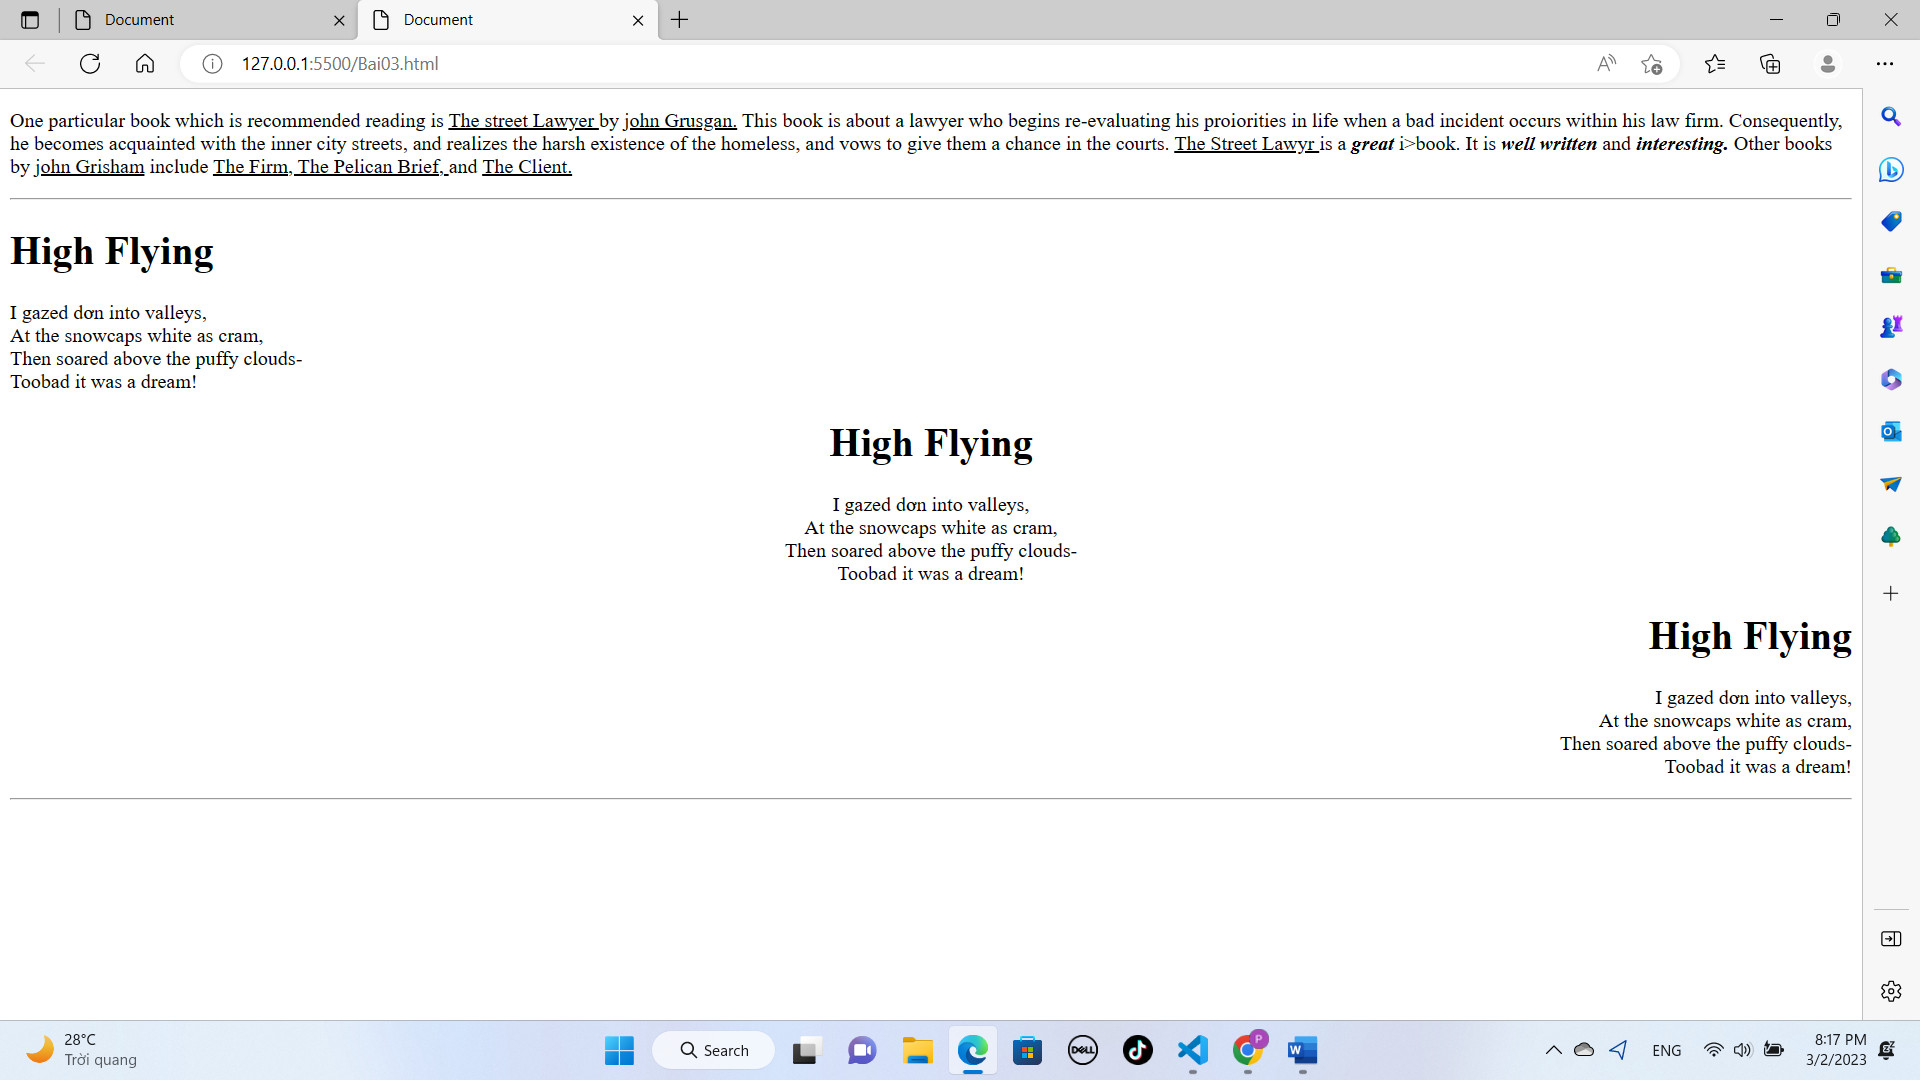 Document
Document
127.0.0.1:5500/Bai03.html
One particular book which is recommended reading is The street Lawyer by john Grusgan. This book is about a lawyer who begins re-evaluating his proiorities in life when a bad incident occurs within his law firm. Consequently,
he becomes acquainted with the inner city streets, and realizes the harsh existence of the homeless, and vows to give them a chance in the courts. The Street Lawyr is a great i>book. It is well written and interesting. Other books
by john Grisham include The Firm, The Pelican Brief, and The Client.
High Flying
I gazed dơn into valleys,
At the snowcaps white as cram,
Then soared above the puffy clouds-
Toobad it was a dream!
High Flying
I gazed dơn into valleys,
At the snowcaps white as cram,
Then soared above the puffy clouds-
Toobad it was a dream!
High Flying
I gazed dơn into valleys,
At the snowcaps white as cram,
Then soared above the puffy clouds-
Toobad it was a dream!
28°C
Trời quang
Search
DELL
P
ENG
8:17 PM
3/2/2023